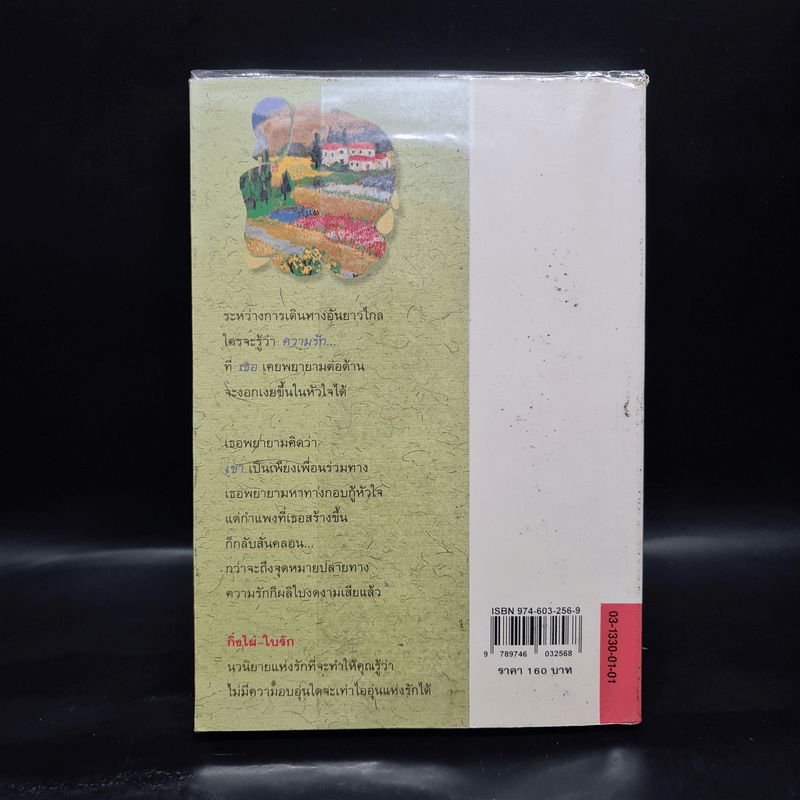 ระหว่างการเดินทางอันยาวไกล
ใครจะรู้ว่า ความรัก...
ที่ เธอ เคยพยายามต่อต้าน
จะงอกเงยขึ้นในหัวใจได้
เธอพยายามคิดว่า
เขา เป็นเพียงเพื่อนร่วมทาง
เธอพยายามหาทางกอบกู้หัวใจ
แต่กำแพงที่เธอสร้างขึ้น
ก็กลับสั่นคลอน...
กว่าจะถึงจุดหมายปลายทาง
ความรักก็ผลิใบงดงามเสียแล้ว
กิ่งไผ่-ใบรัก
นวนิยายแห่งรักที่จะทำให้คุณรู้ว่า
ไม่มีความอบอุ่นใดจะเท่าไออุ่นแห่งรักได้
ISBN 974-603-256-9
9 789746 032568
ราคา 160 บาท
03-1330-01-01